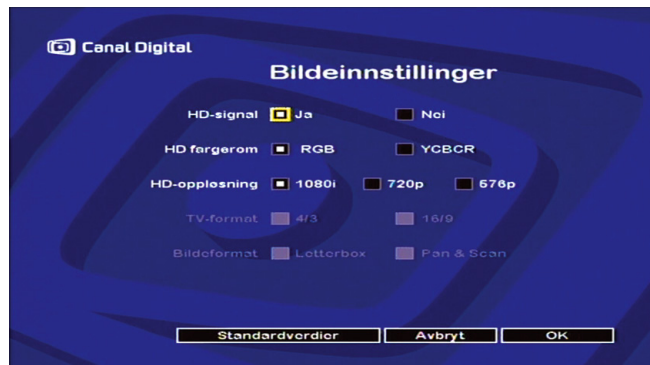 Canal Digital
Bildeinnstillinger
HD-signal Ja Nei
HD fargerom RGB YCBCR
HD-oppløsning 1080i 720p 576p
TV-format 4/3 16/9
Bildeformat Letterbox Pan & Scan
Standardverdier Avbryt OK